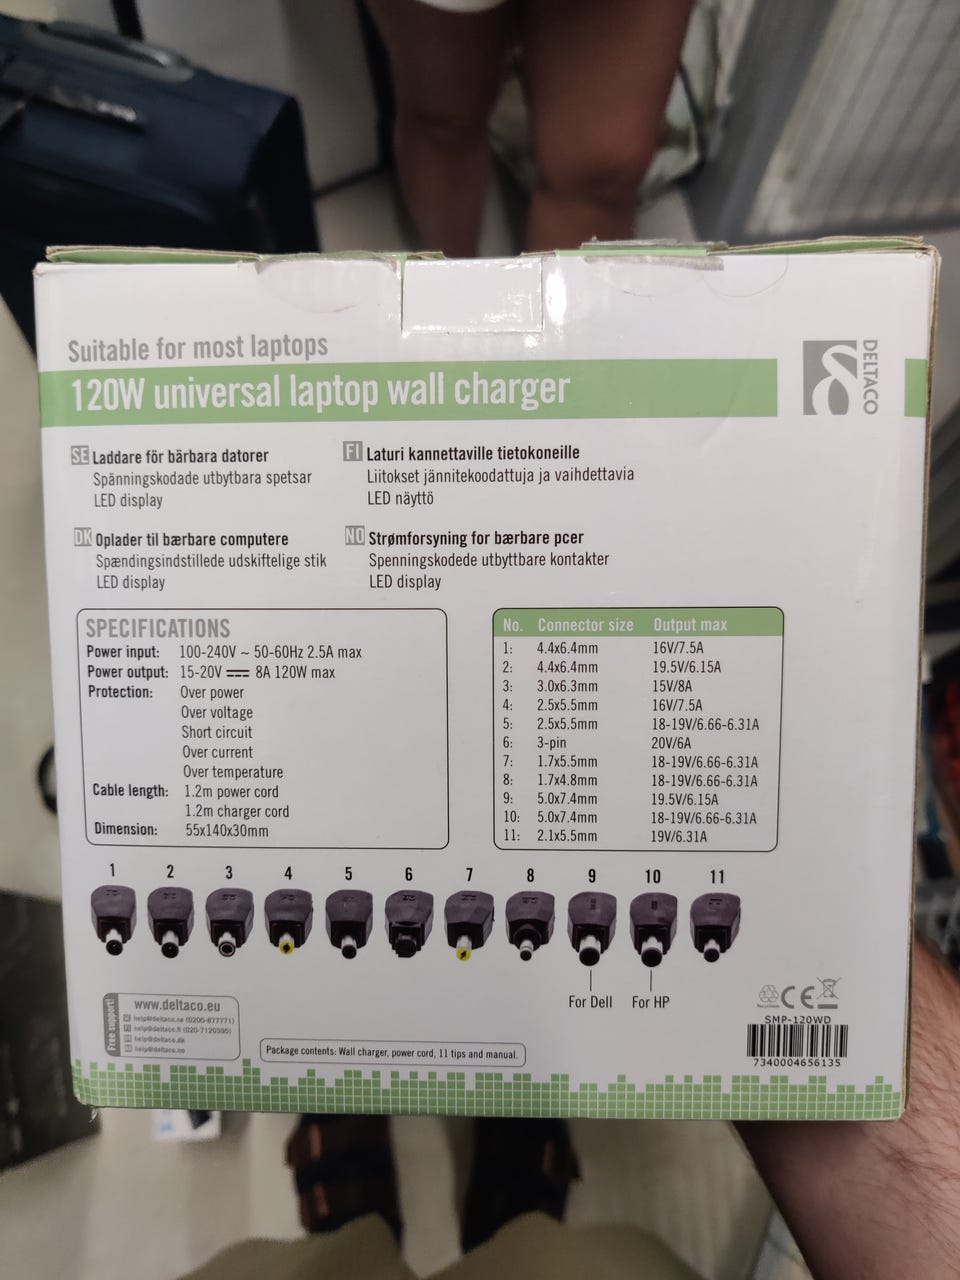 Suitable for most laptops
120W universal laptop wall charger
DELTACO
SE Laddare för bärbara datorer
Spänningskodade utbytbara spetsar
LED display
FI Laturi kannettaville tietokoneille
Liitokset jännitekoodattuja ja vaihdettavia
LED näyttö
DK Oplader til bærbare computere
Spændingsindstillede udskiftelige stik
LED display
NO Strømforsyning for bærbare pcer
Spenningskodede utbyttbare kontakter
LED display
SPECIFICATIONS
Power input: 100-240V ~ 50-60Hz 2.5A max
Power output: 15-20V ⎓ 8A 120W max
Protection: Over power
Over voltage
Short circuit
Over current
Over temperature
Cable length: 1.2m power cord
1.2m charger cord
Dimension: 55x140x30mm
No. Connector size Output max
1: 4.4x6.4mm 16V/7.5A
2: 4.4x6.4mm 19.5V/6.15A
3: 3.0x6.3mm 15V/8A
4: 2.5x5.5mm 16V/7.5A
5: 2.5x5.5mm 18-19V/6.66-6.31A
6: 3-pin 20V/6A
7: 1.7x5.5mm 18-19V/6.66-6.31A
8: 1.7x4.8mm 18-19V/6.66-6.31A
9: 5.0x7.4mm 19.5V/6.15A
10: 5.0x7.4mm 18-19V/6.66-6.31A
11: 2.1x5.5mm 19V/6.31A
1 2 3 4 5 6 7 8 9 10 11
For Dell For HP
Free support!
www.deltaco.eu
help@deltaco.se (0200-877771)
help@deltaco.fi (020-7120390)
help@deltaco.dk
help@deltaco.no
Package contents: Wall charger, power cord, 11 tips and manual.
CE
SMP-120WD
7340004656135